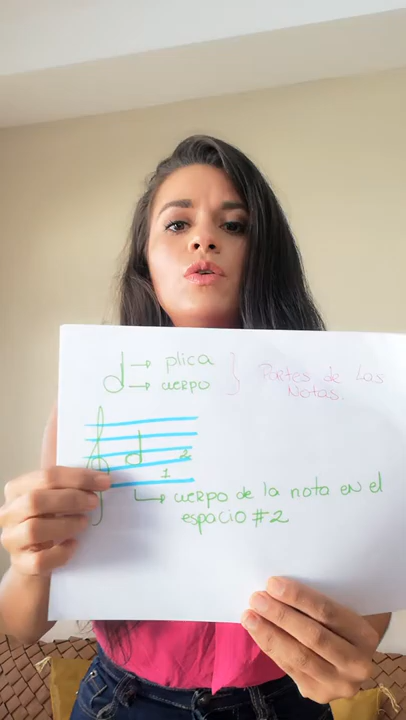 plica
cuerpo
Partes de las
Notas.
2
1
cuerpo de la nota en el
espacio #2